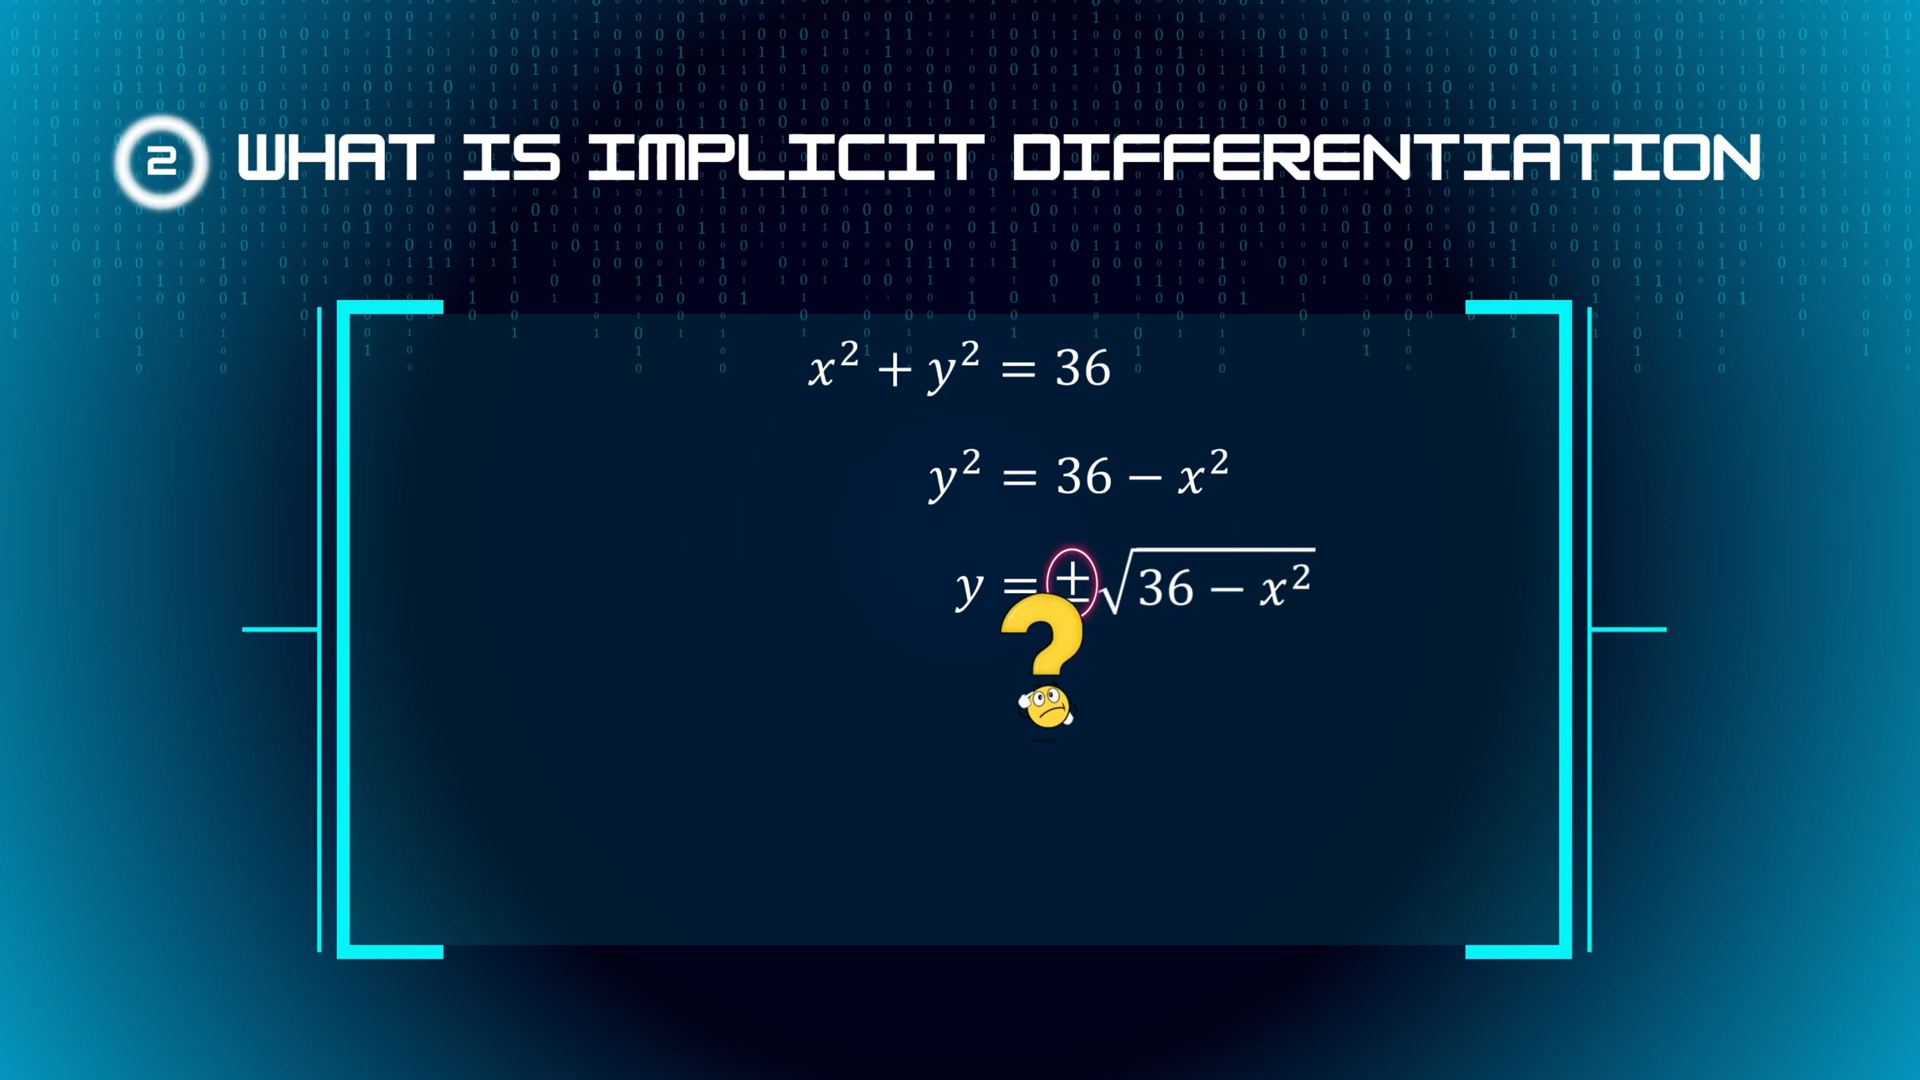 2 WHAT IS IMPLICIT DIFFERENTIATION
x² + y² = 36
y² = 36 − x²
y = ±√(36 − x²)
?